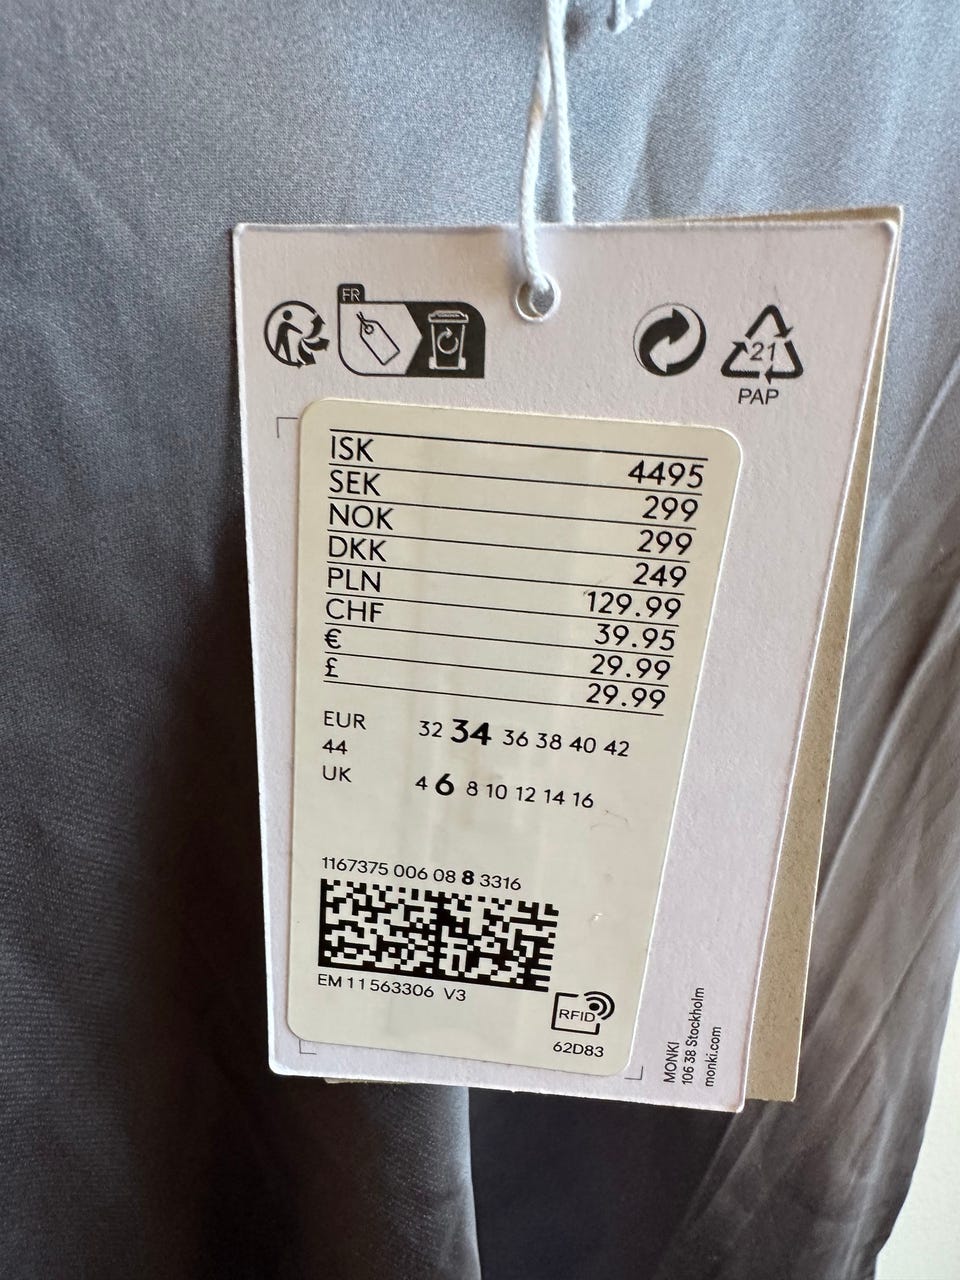 FR
21
PAP
ISK 4495
SEK 299
NOK 299
DKK 249
PLN 129.99
CHF 39.95
€ 29.99
£ 29.99
EUR 32 34 36 38 40 42
44
UK 4 6 8 10 12 14 16
1167375 006 08 8 3316
EM 11563306 V3
RFID
62D83
MONKI
106 38 Stockholm
monki.com